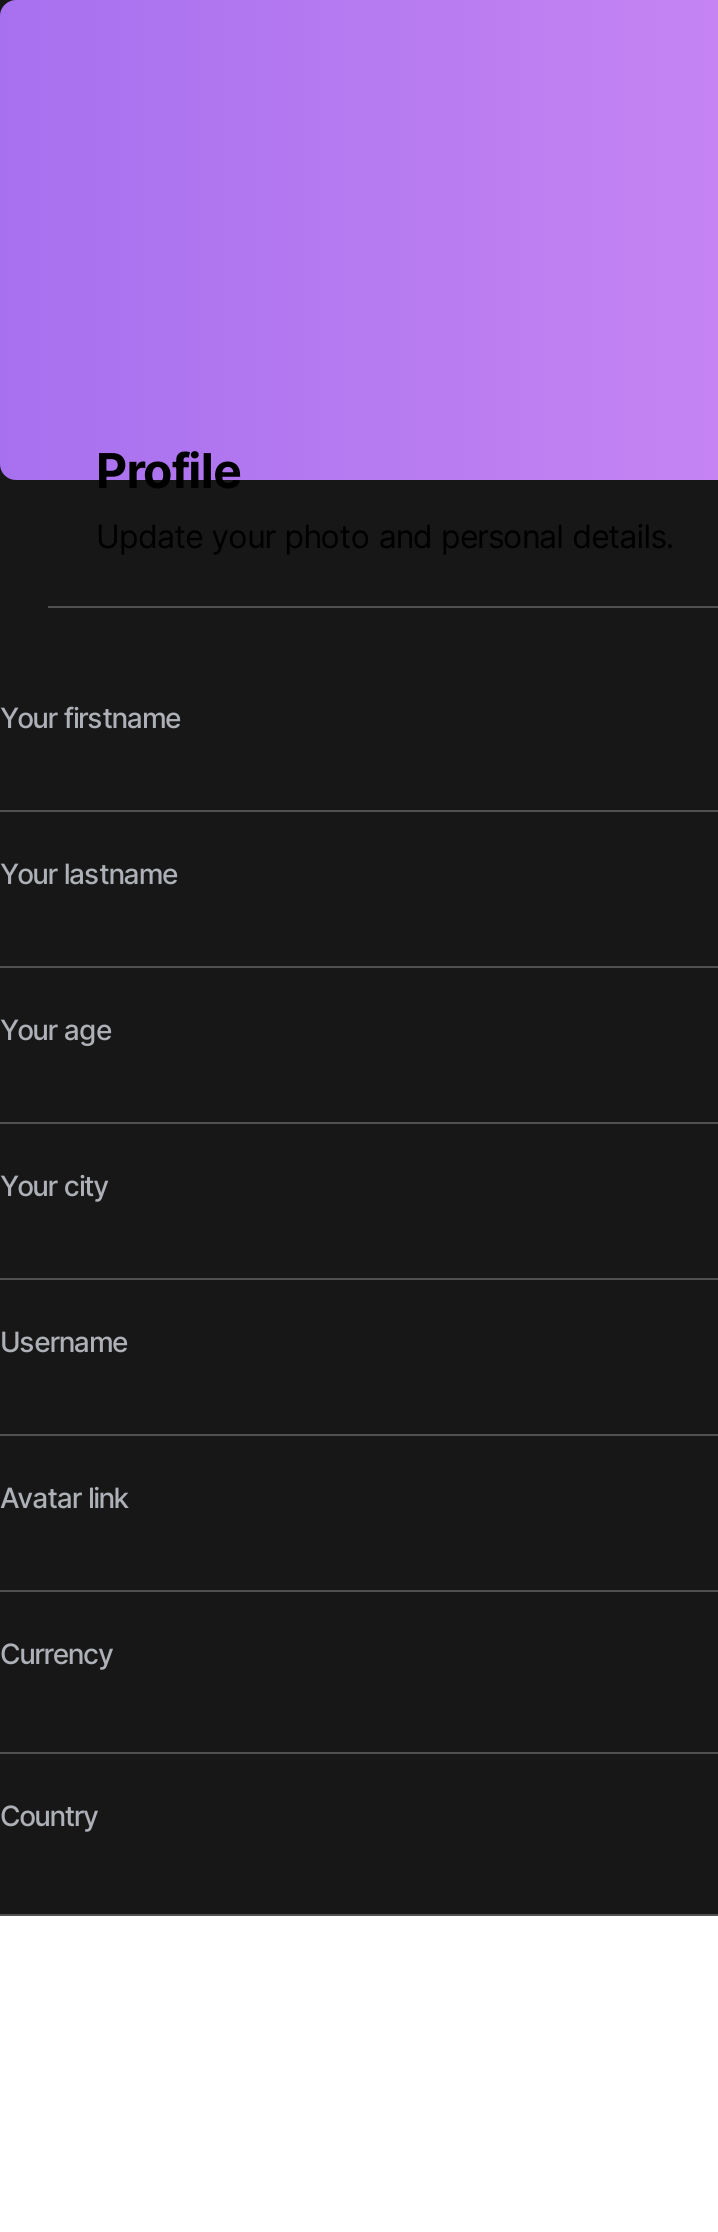 Profile
Update your photo and personal details.
Your firstname
Your lastname
Your age
Your city
Username
Avatar link
Currency
Country